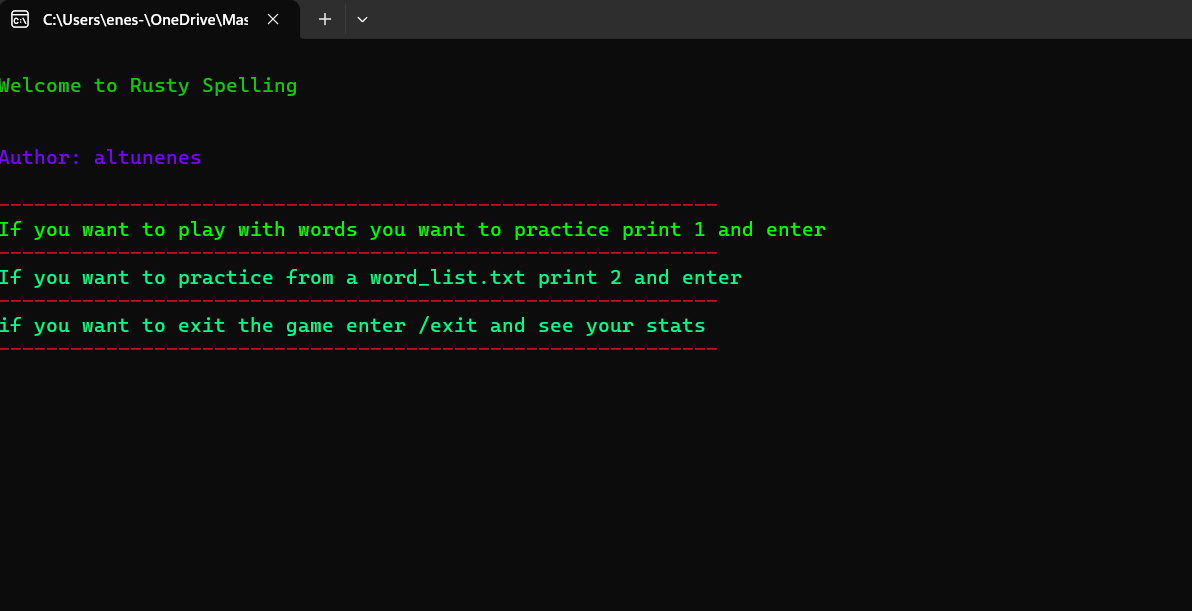 C:\Users\enes-\OneDrive\Mas
Welcome to Rusty Spelling
Author: altunenes
------------------------------------------------------------
If you want to play with words you want to practice print 1 and enter
------------------------------------------------------------
If you want to practice from a word_list.txt print 2 and enter
------------------------------------------------------------
if you want to exit the game enter /exit and see your stats
------------------------------------------------------------